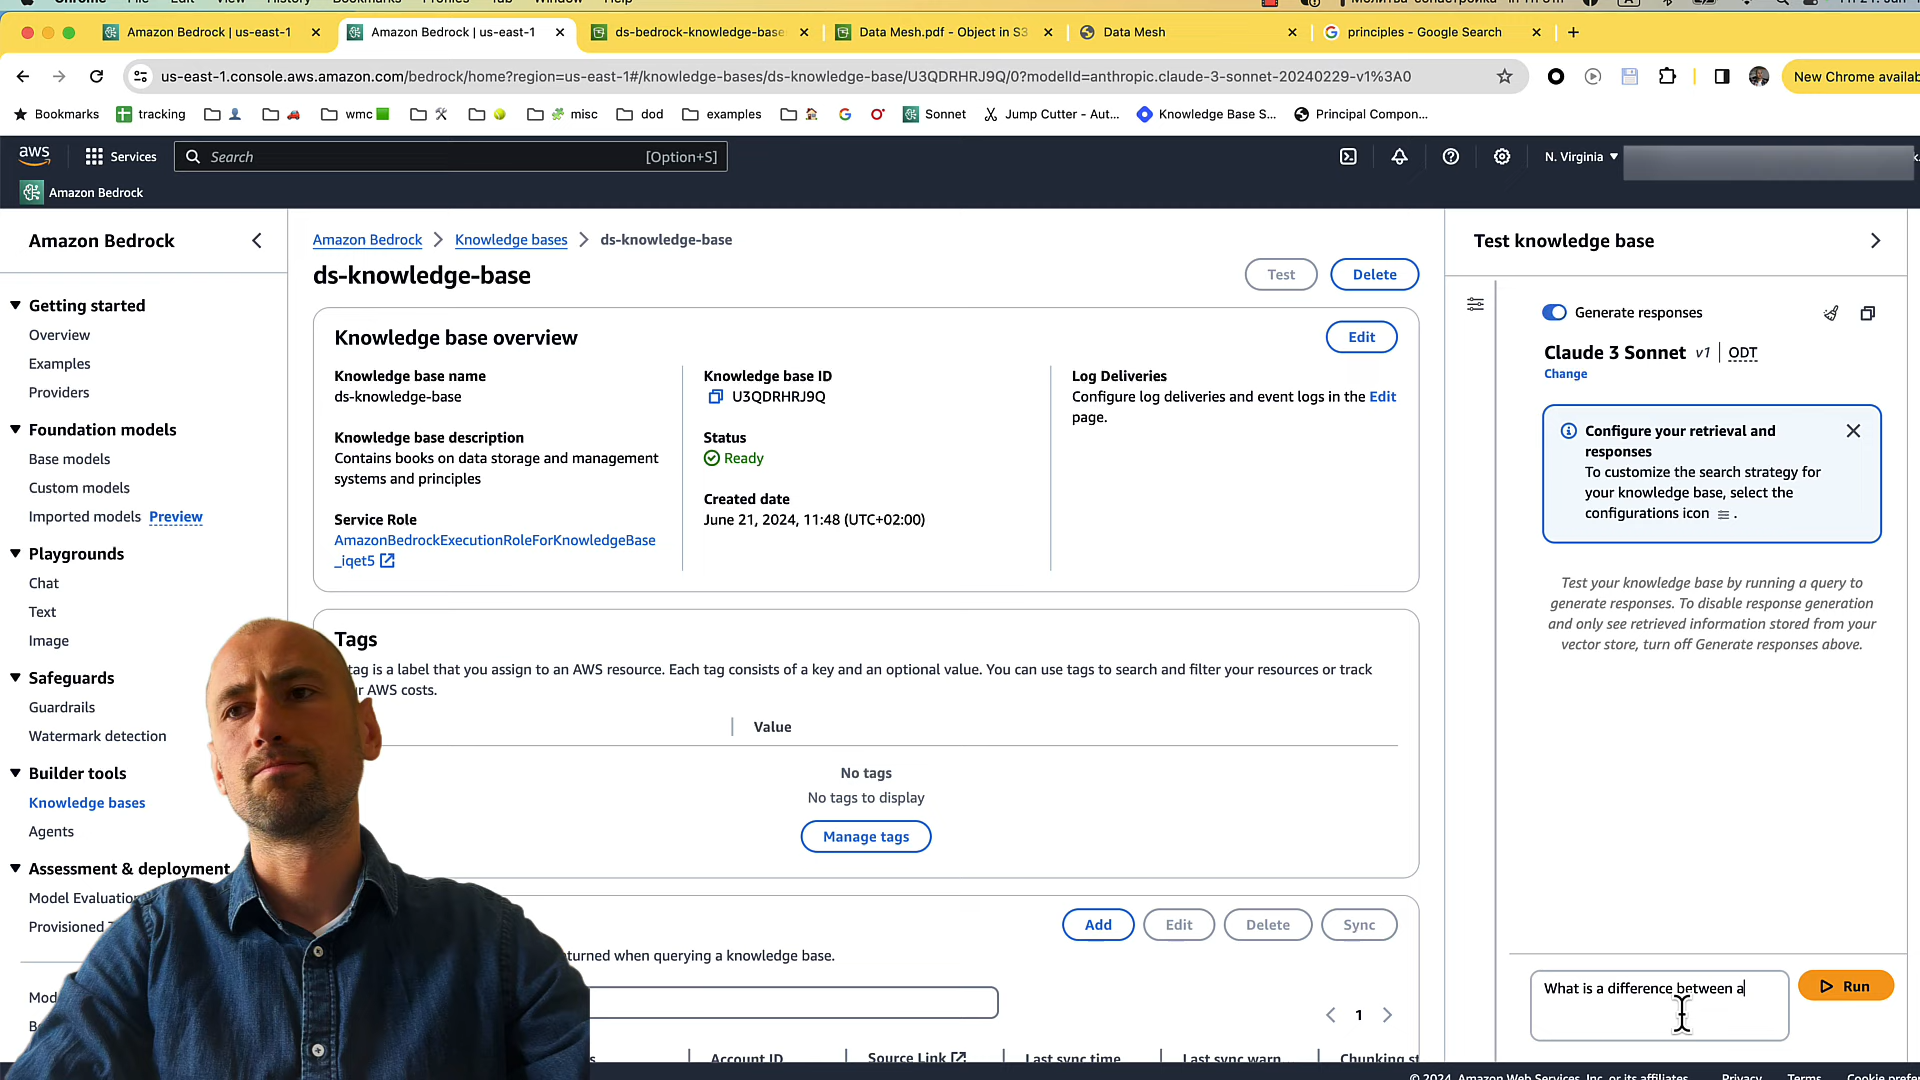 Amazon Bedrock | us-east-1
Amazon Bedrock | us-east-1
ds-bedrock-knowledge-base
Data Mesh.pdf - Object in S3
Data Mesh
principles - Google Search
us-east-1.console.aws.amazon.com/bedrock/home?region=us-east-1#/knowledge-bases/ds-knowledge-base/U3QDRHRJ9Q/0?modelId=anthropic.claude-3-sonnet-20240229-v1%3A0
New Chrome availab
Bookmarks
tracking
wmc
misc
dod
examples
Sonnet
Jump Cutter - Aut...
Knowledge Base S...
Principal Compon...
aws
Services
Search
[Option+S]
N. Virginia
Amazon Bedrock
Amazon Bedrock
Getting started
Overview
Examples
Providers
Foundation models
Base models
Custom models
Imported models Preview
Playgrounds
Chat
Text
Image
Safeguards
Guardrails
Watermark detection
Builder tools
Knowledge bases
Agents
Assessment & deployment
Model Evaluation
Provisioned T
Amazon Bedrock
Knowledge bases
ds-knowledge-base
ds-knowledge-base
Test
Delete
Knowledge base overview
Edit
Knowledge base name
ds-knowledge-base
Knowledge base description
Contains books on data storage and management
systems and principles
Service Role
AmazonBedrockExecutionRoleForKnowledgeBase
_iqet5
Knowledge base ID
U3QDRHRJ9Q
Status
Ready
Created date
June 21, 2024, 11:48 (UTC+02:00)
Log Deliveries
Configure log deliveries and event logs in the Edit
page.
Tags
tag is a label that you assign to an AWS resource. Each tag consists of a key and an optional value. You can use tags to search and filter your resources or track
r AWS costs.
Value
No tags
No tags to display
Manage tags
Add
Edit
Delete
Sync
turned when querying a knowledge base.
1
Account ID
Source Link
Last sync time
Last sync warn...
Chunking st
Test knowledge base
Generate responses
Claude 3 Sonnet v1 | ODT
Change
Configure your retrieval and
responses
To customize the search strategy for
your knowledge base, select the
configurations icon
Test your knowledge base by running a query to
generate responses. To disable response generation
and only see retrieved information stored from your
vector store, turn off Generate responses above.
What is a difference between a
Run
© 2024, Amazon Web Services, Inc. or its affiliates.
Privacy
Terms
Cookie prefer